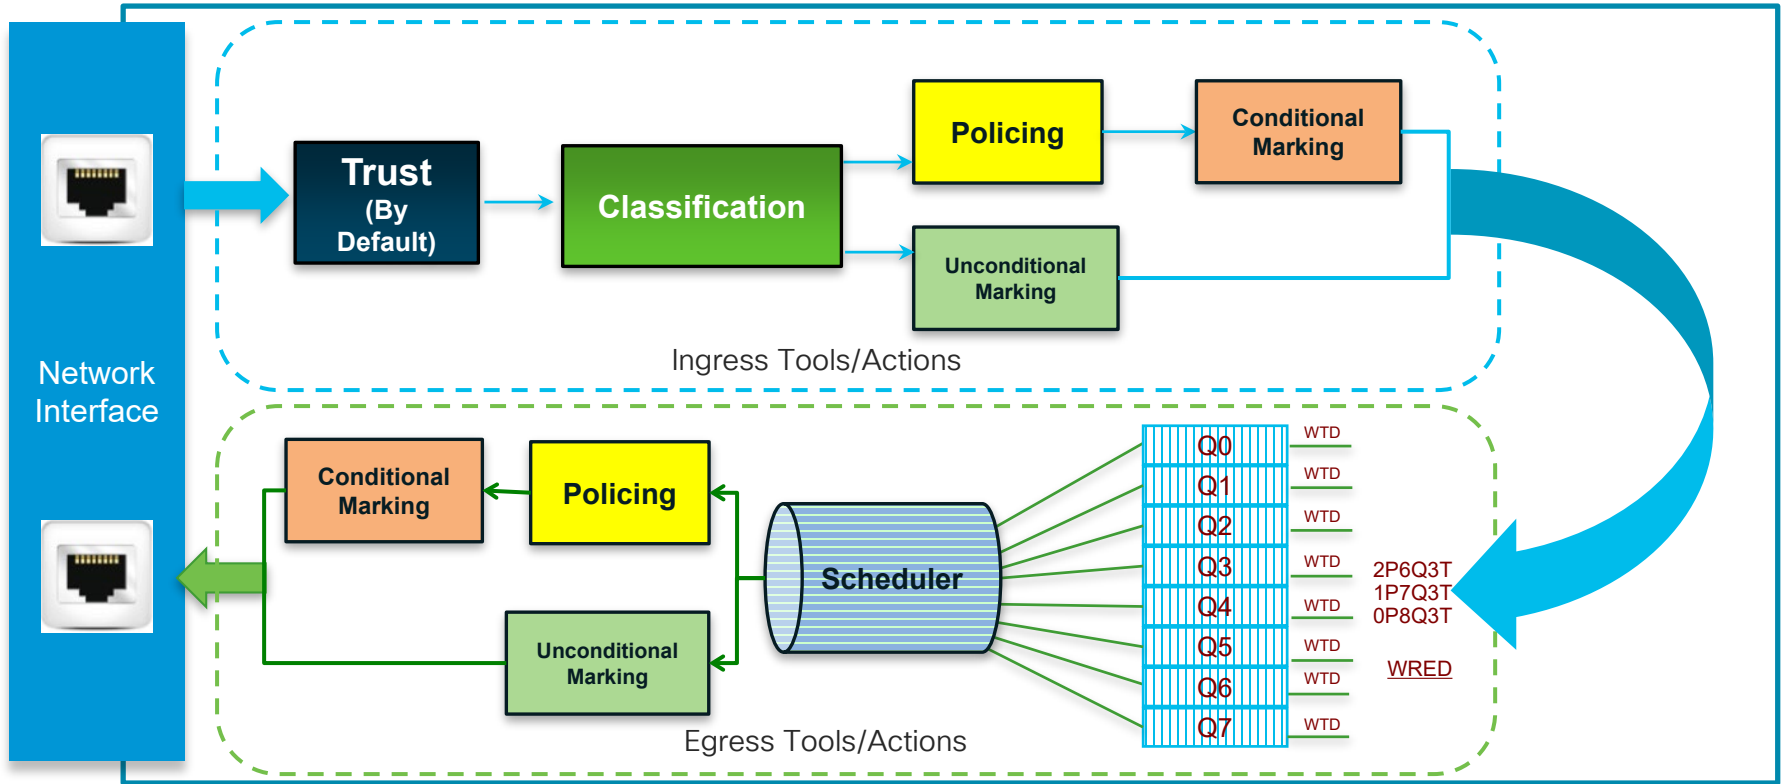 Network
Interface
Trust
(By
Default)
Classification
Policing
Conditional
Marking
Unconditional
Marking
Ingress Tools/Actions
Conditional
Marking
Policing
Unconditional
Marking
Scheduler
Q0
WTD
Q1
WTD
Q2
WTD
Q3
WTD
Q4
WTD
Q5
WTD
Q6
WTD
Q7
WTD
2P6Q3T
1P7Q3T
0P8Q3T
WRED
Egress Tools/Actions